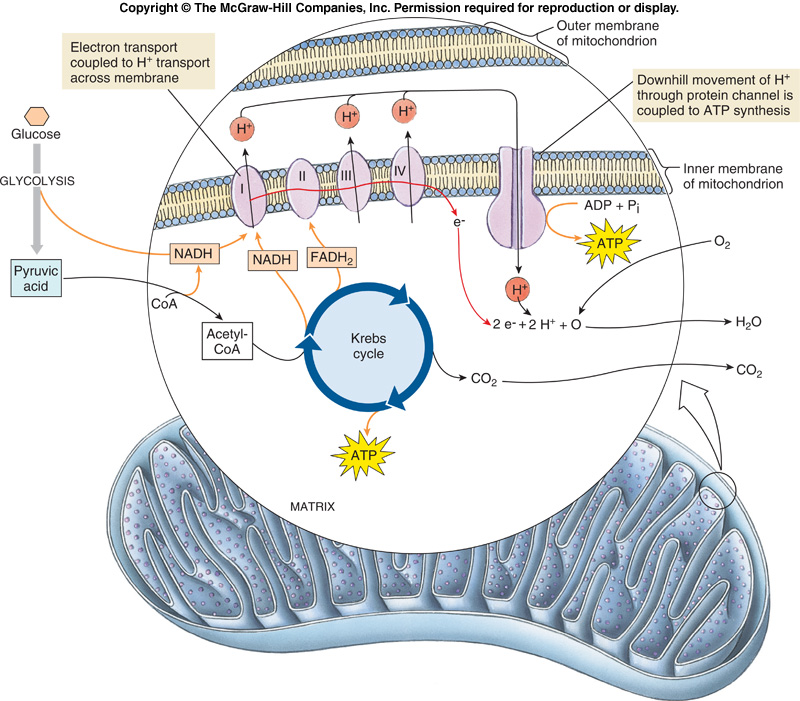 Copyright © The McGraw-Hill Companies, Inc. Permission required for reproduction or display.
Outer membrane
of mitochondrion
Electron transport
coupled to H⁺ transport
across membrane
Downhill movement of H⁺
through protein channel is
coupled to ATP synthesis
Glucose
H⁺
H⁺
H⁺
GLYCOLYSIS
I
II
III
IV
Inner membrane
of mitochondrion
ADP + Pᵢ
e-
ATP
O₂
NADH
NADH
FADH₂
Pyruvic
acid
CoA
H⁺
2 e- + 2 H⁺ + O
H₂O
Acetyl-
CoA
Krebs
cycle
CO₂
CO₂
ATP
MATRIX